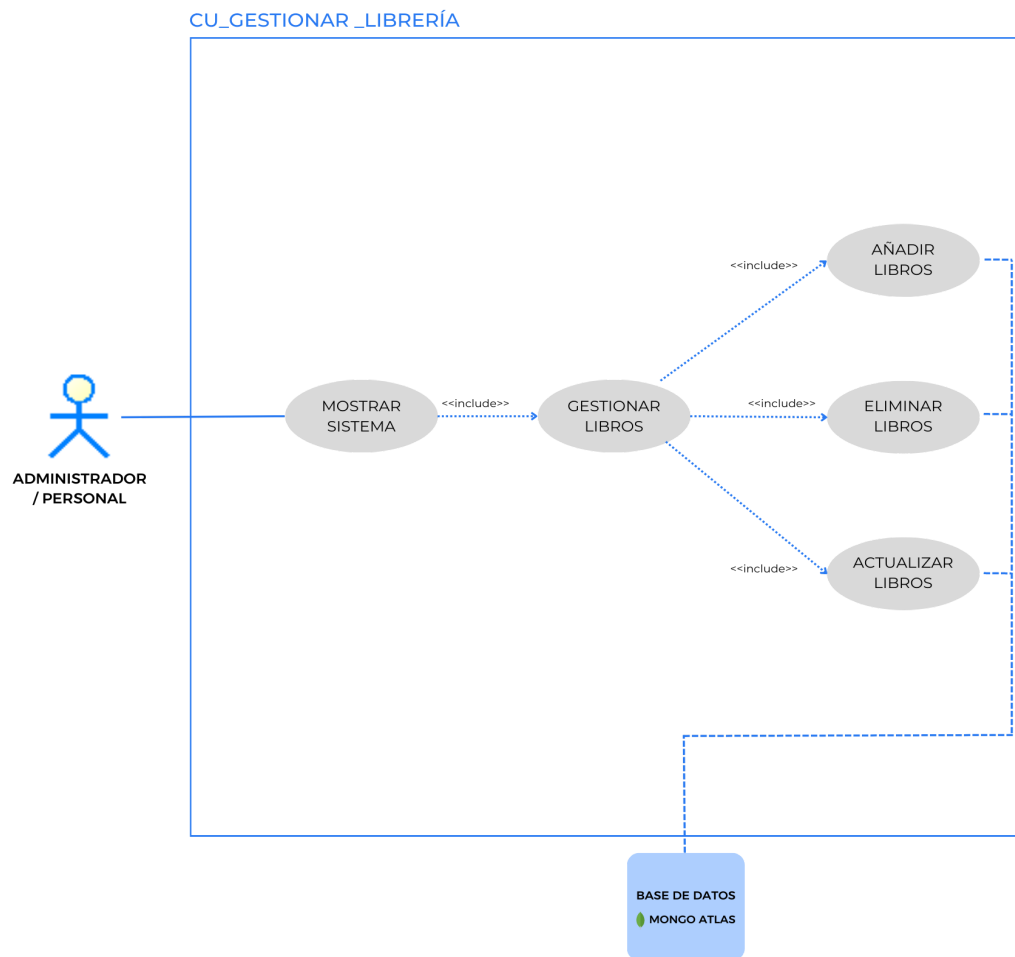 CU_GESTIONAR _LIBRERÍA
<<include>>
AÑADIR
LIBROS
ADMINISTRADOR
/ PERSONAL
MOSTRAR
SISTEMA
<<include>>
GESTIONAR
LIBROS
<<include>>
ELIMINAR
LIBROS
<<include>>
ACTUALIZAR
LIBROS
BASE DE DATOS
MONGO ATLAS